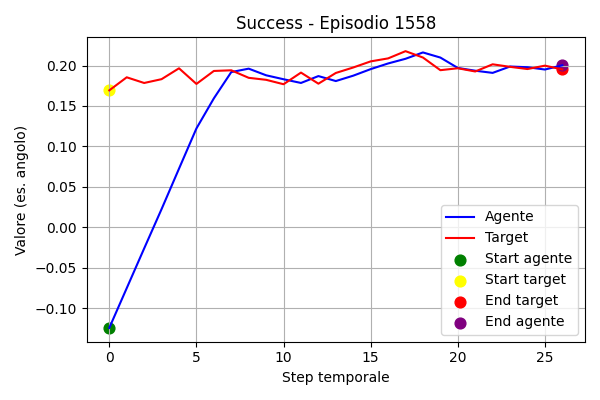 Success - Episodio 1558
Valore (es. angolo)
0.20
0.15
0.10
0.05
0.00
−0.05
−0.10
0
5
10
15
20
25
Step temporale
Agente
Target
Start agente
Start target
End target
End agente